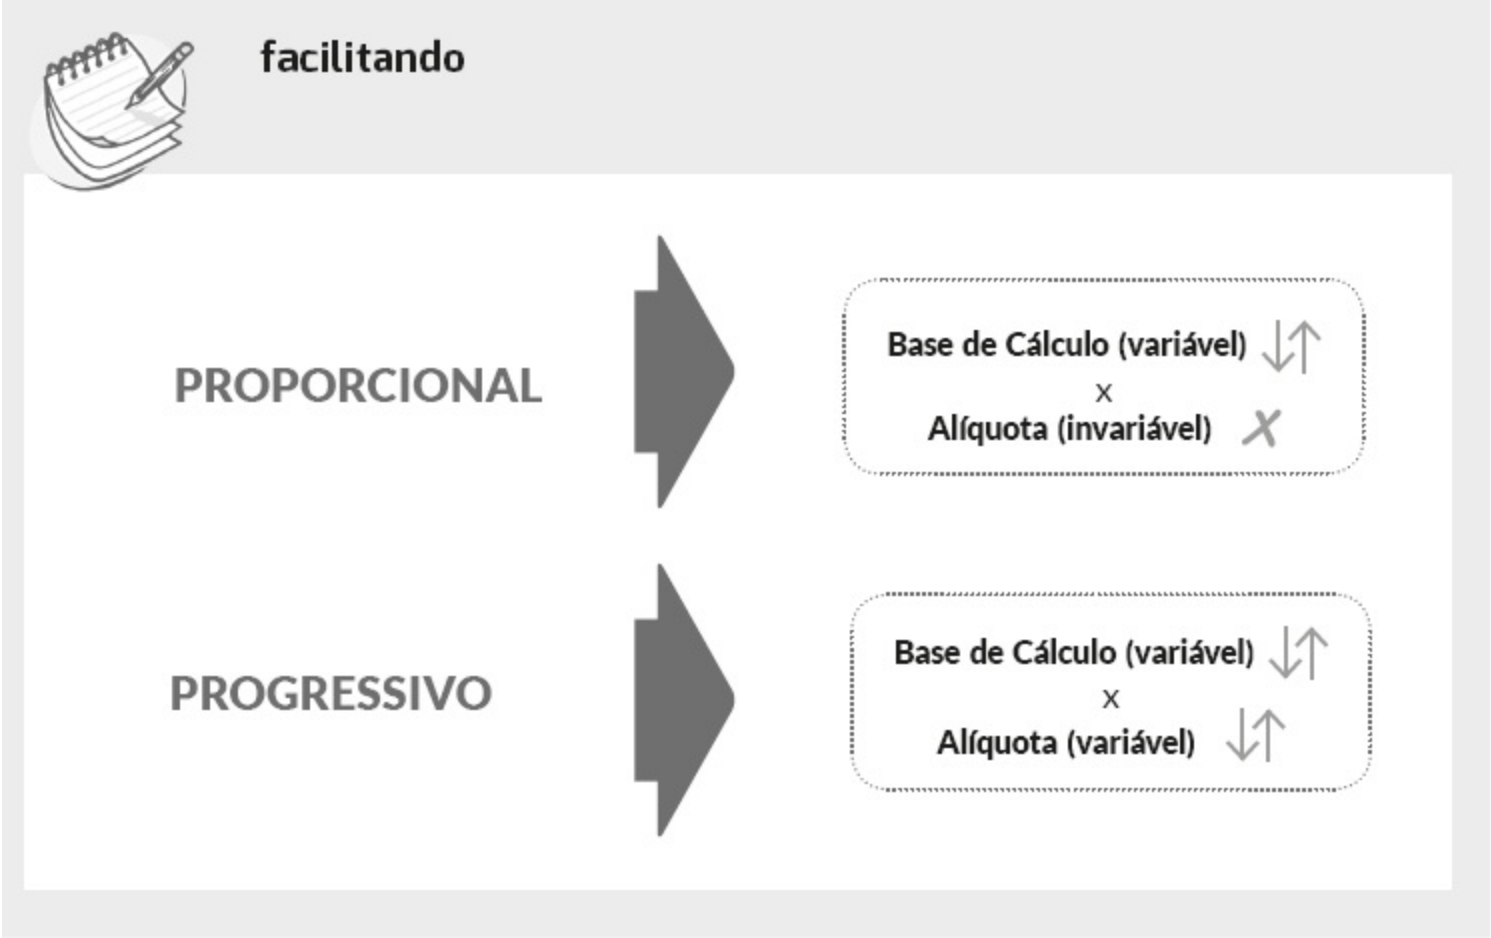 facilitando
PROPORCIONAL
Base de Cálculo (variável)
x
Alíquota (invariável)
PROGRESSIVO
Base de Cálculo (variável)
x
Alíquota (variável)